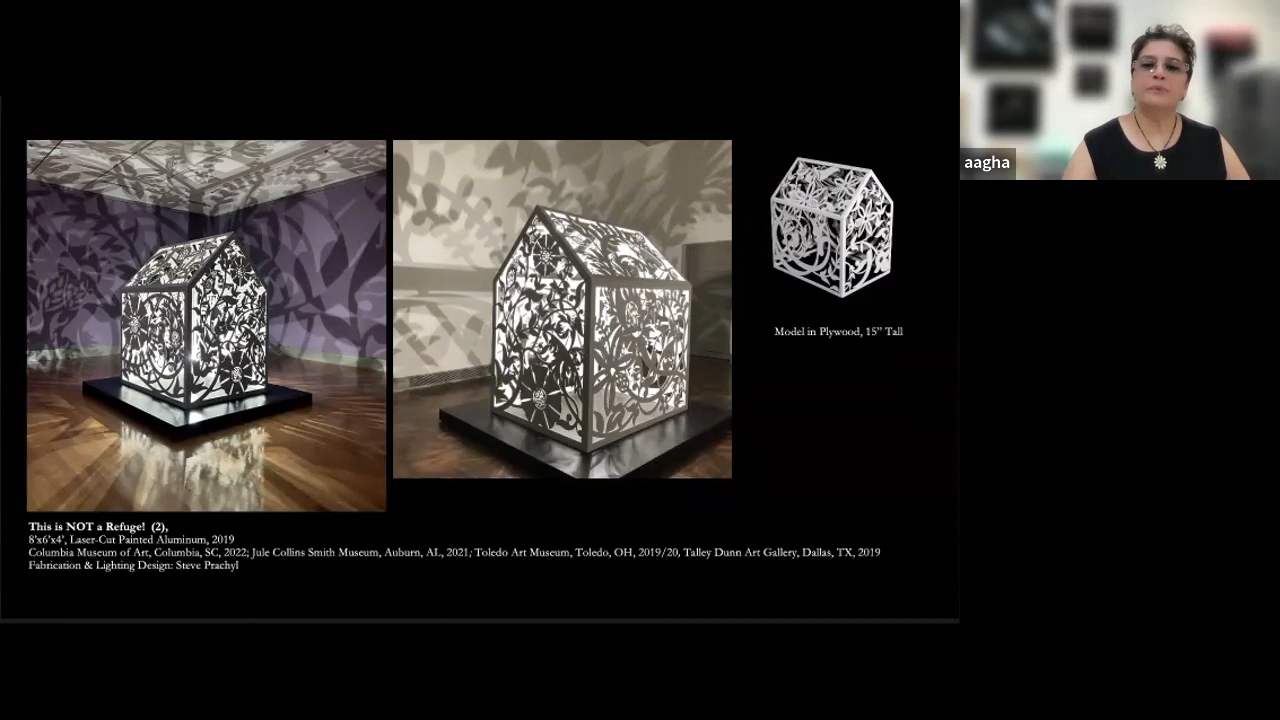 aagha
Model in Plywood, 15” Tall
This is NOT a Refuge! (2),
8'x6'x4', Laser-Cut Painted Aluminum, 2019
Columbia Museum of Art, Columbia, SC, 2022; Jule Collins Smith Museum, Auburn, AL, 2021; Toledo Art Museum, Toledo, OH, 2019/20, Talley Dunn Art Gallery, Dallas, TX, 2019
Fabrication & Lighting Design: Steve Prachyl